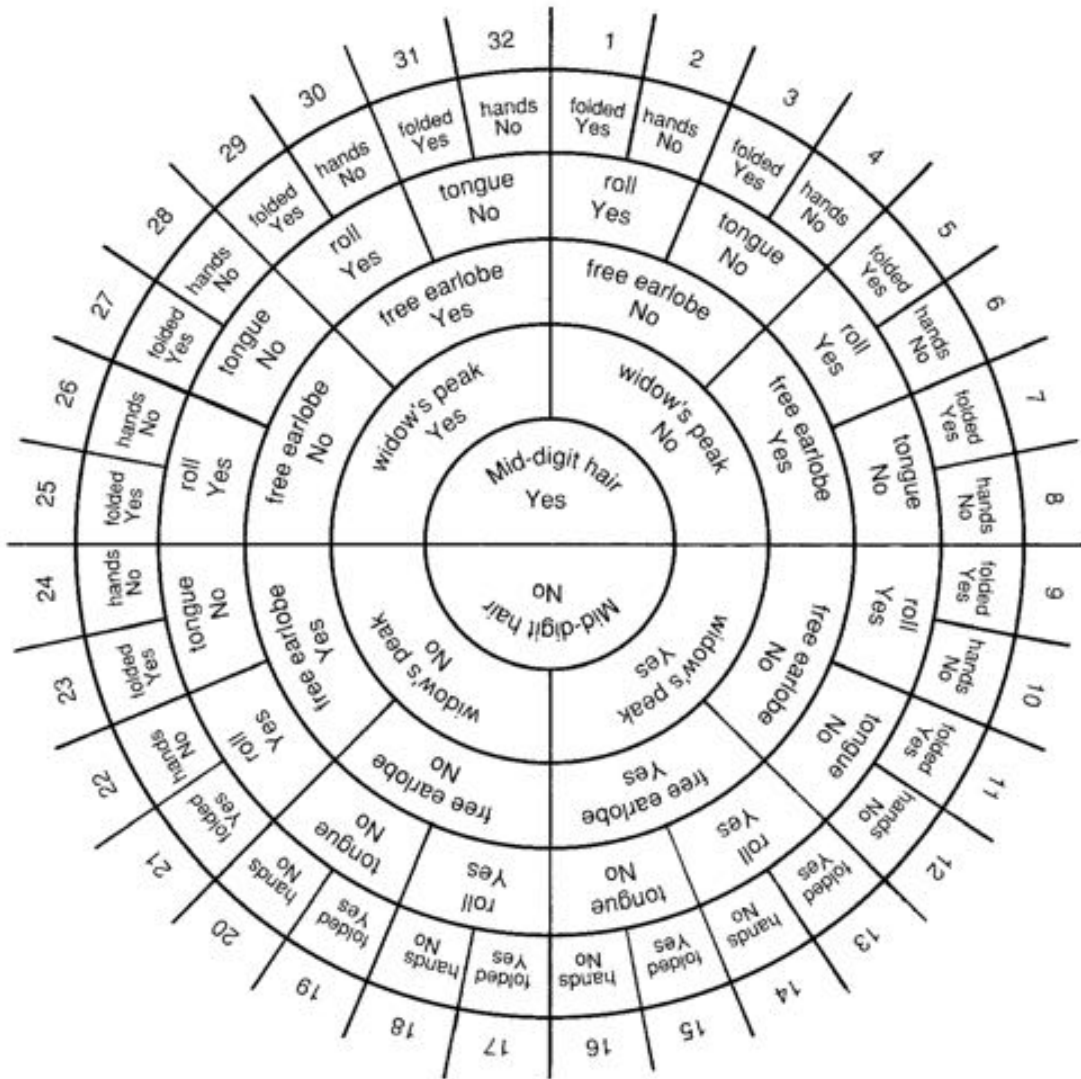 1
2
3
4
5
6
7
8
9
10
11
12
13
14
15
16
17
18
19
20
21
22
23
24
25
26
27
28
29
30
31
32
folded
Yes
hands
No
folded
Yes
hands
No
folded
Yes
hands
No
folded
Yes
hands
No
folded
Yes
hands
No
folded
Yes
hands
No
folded
Yes
hands
No
folded
Yes
hands
No
folded
Yes
hands
No
folded
Yes
hands
No
folded
Yes
hands
No
folded
Yes
hands
No
folded
Yes
hands
No
folded
Yes
hands
No
folded
Yes
hands
No
folded
Yes
hands
No
roll
Yes
tongue
No
roll
Yes
tongue
No
roll
Yes
tongue
No
roll
Yes
tongue
No
roll
Yes
tongue
No
roll
Yes
tongue
No
roll
Yes
tongue
No
roll
Yes
tongue
No
free earlobe
No
free earlobe
Yes
free earlobe
No
free earlobe
Yes
free earlobe
No
free earlobe
Yes
free earlobe
No
free earlobe
Yes
widow's peak
No
widow's peak
Yes
widow's peak
No
widow's peak
Yes
Mid-digit hair
Yes
Mid-digit hair
No